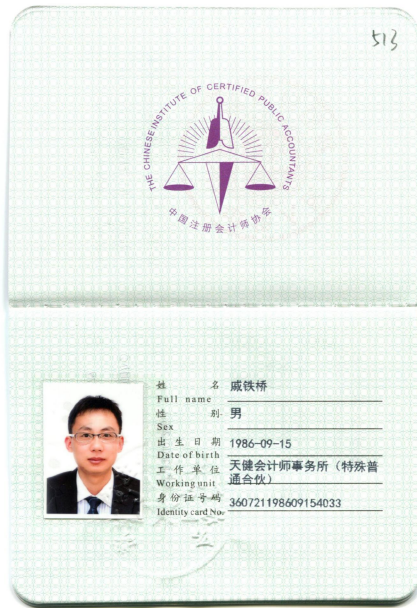 513
THE CHINESE INSTITUTE OF CERTIFIED PUBLIC ACCOUNTANTS
中国注册会计师协会
姓 名 戚铁桥
Full name
性 别 男
Sex
出生日期 1986-09-15
Date of birth
工作单位 天健会计师事务所（特殊普
Working unit 通合伙）
身份证号码 360721198609154033
Identity card No.